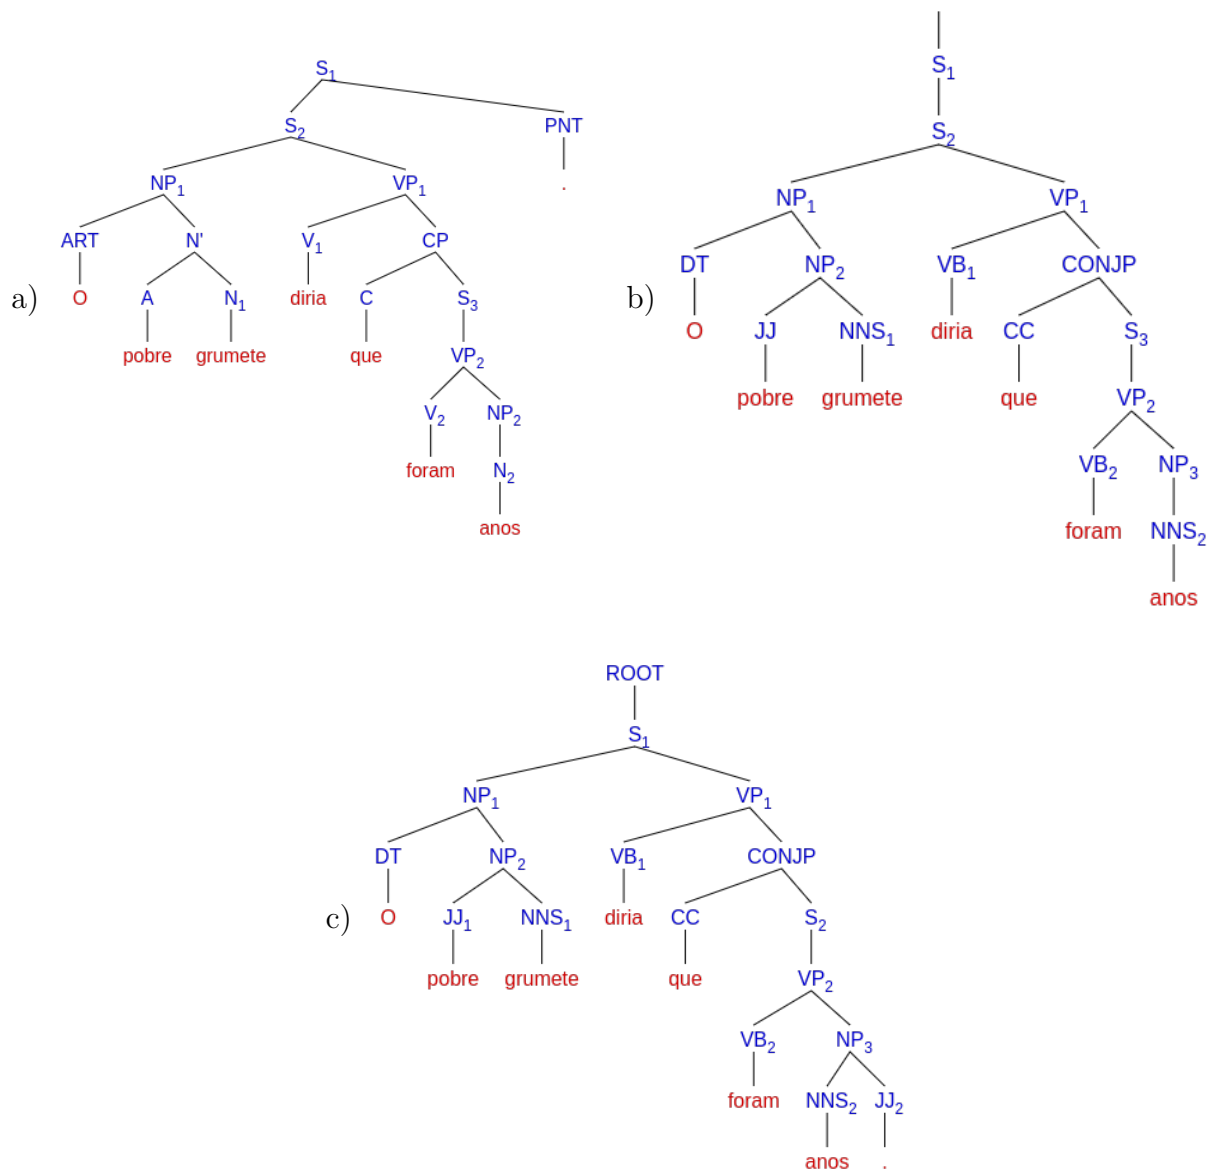 S1
S2 PNT
NP1 VP1 .
ART N' V1 CP
a) O A N1 diria C S3
pobre grumete que VP2
V2 NP2
foram N2
anos
S1
S2
NP1 VP1
DT NP2 VB1 CONJP
b) O JJ NNS1 diria CC S3
pobre grumete que VP2
VB2 NP3
foram NNS2
anos
ROOT
S1
NP1 VP1
DT NP2 VB1 CONJP
c) O JJ1 NNS1 diria CC S2
pobre grumete que VP2
VB2 NP3
foram NNS2 JJ2
anos .